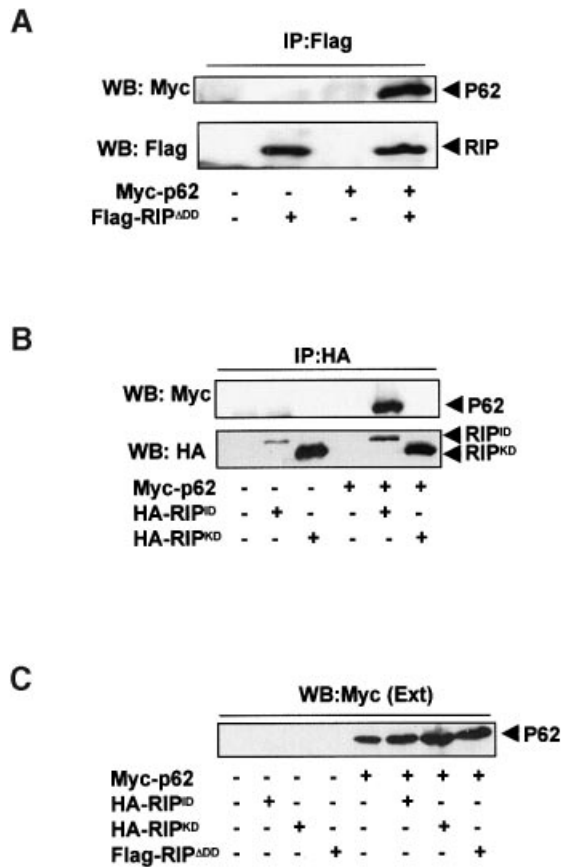 A
IP:Flag
WB: Myc ◀ P62
WB: Flag ◀ RIP
Myc-p62 - - + +
Flag-RIPΔDD - + - +
B
IP:HA
WB: Myc ◀ P62
WB: HA ◀ RIPID
◀ RIPKD
Myc-p62 - - - + + +
HA-RIPID - + - - + -
HA-RIPKD - - + - - +
C
WB:Myc (Ext)
◀ P62
Myc-p62 - - - - + + + +
HA-RIPID - + - - - + - -
HA-RIPKD - - + - - - + -
Flag-RIPΔDD - - - + - - - +